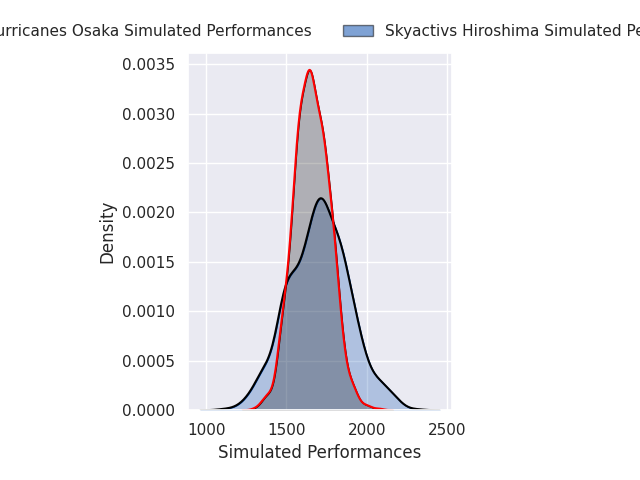 Hurricanes Osaka Simulated Performances Skyactivs Hiroshima Simulated Pe
0.0035
0.0030
0.0025
0.0020
0.0015
0.0010
0.0005
0.0000
Density
1000 1500 2000 2500
Simulated Performances